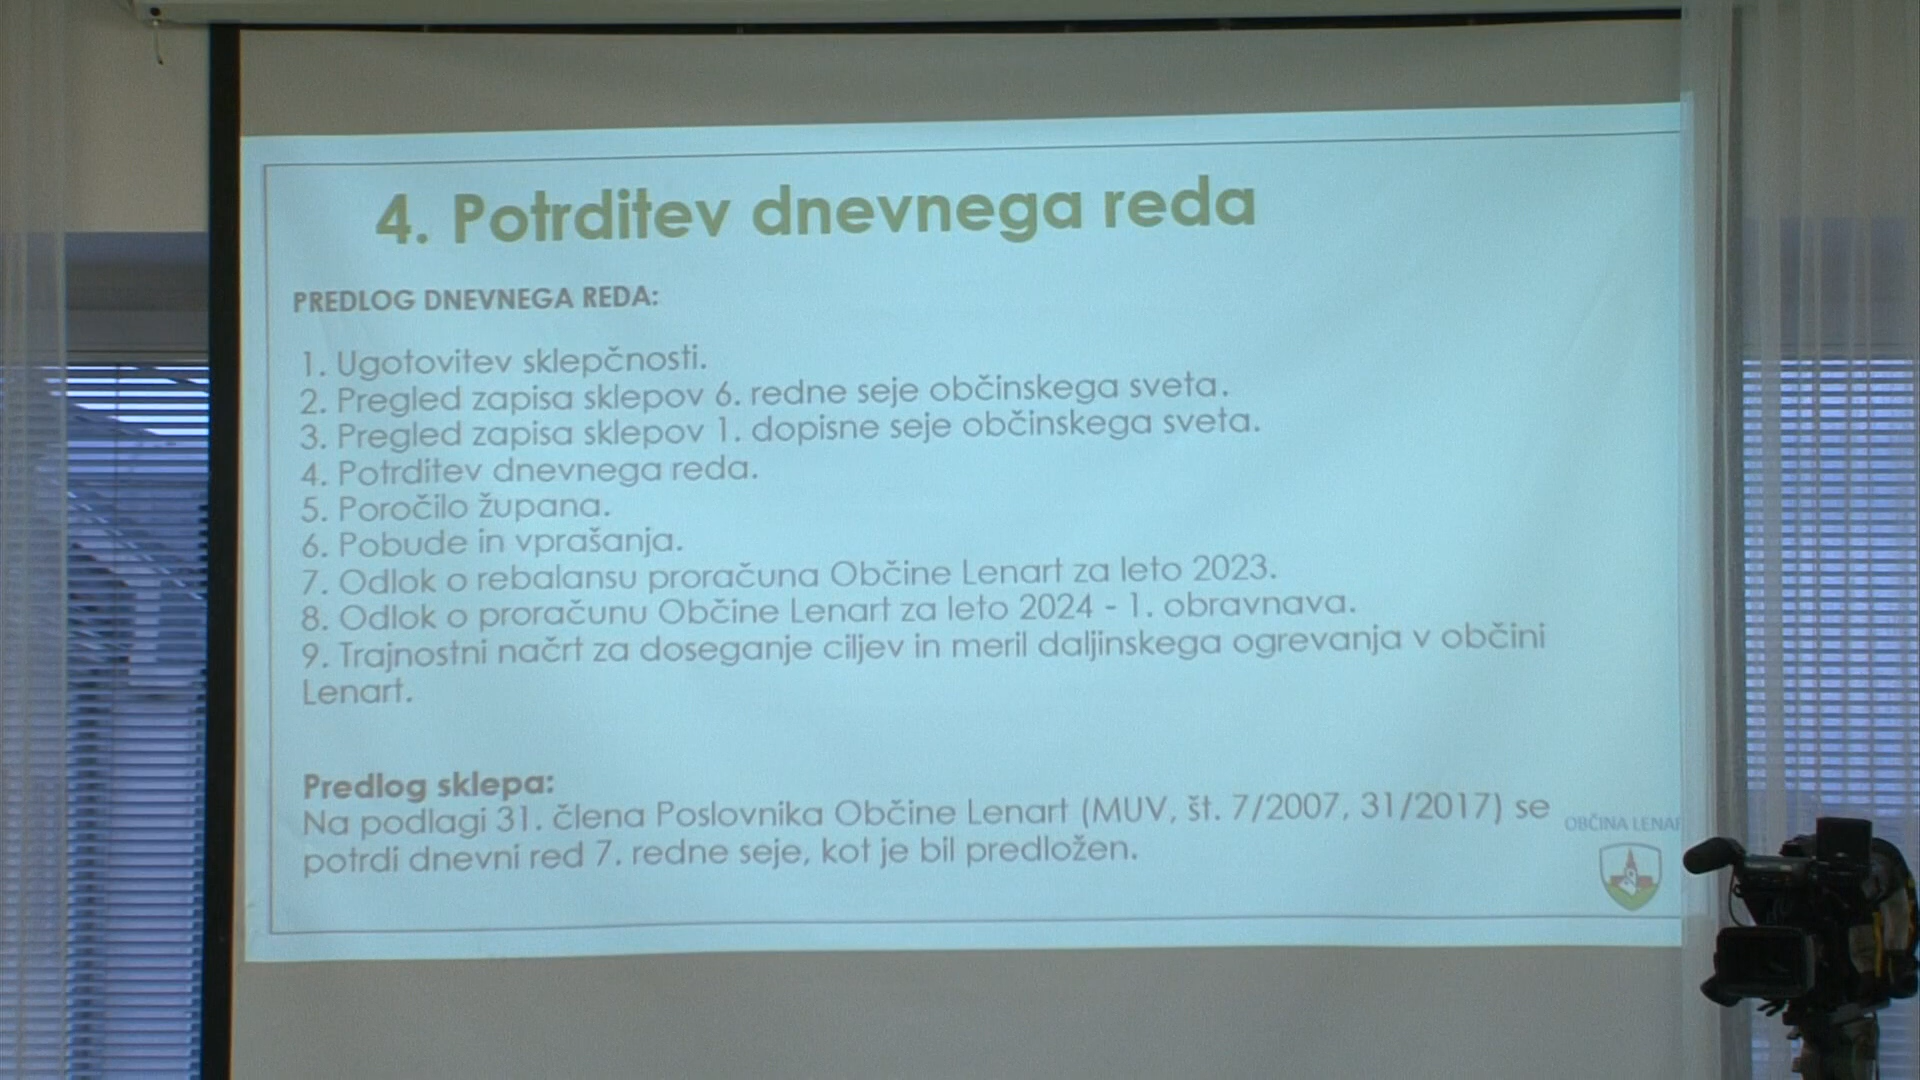 4. Potrditev dnevnega reda
PREDLOG DNEVNEGA REDA:
1. Ugotovitev sklepčnosti.
2. Pregled zapisa sklepov 6. redne seje občinskega sveta.
3. Pregled zapisa sklepov 1. dopisne seje občinskega sveta.
4. Potrditev dnevnega reda.
5. Poročilo župana.
6. Pobude in vprašanja.
7. Odlok o rebalansu proračuna Občine Lenart za leto 2023.
8. Odlok o proračunu Občine Lenart za leto 2024 - 1. obravnava.
9. Trajnostni načrt za doseganje ciljev in meril daljinskega ogrevanja v občini
Lenart.
Predlog sklepa:
Na podlagi 31. člena Poslovnika Občine Lenart (MUV, št. 7/2007, 31/2017) se
potrdi dnevni red 7. redne seje, kot je bil predložen.
OBČINA LENAR